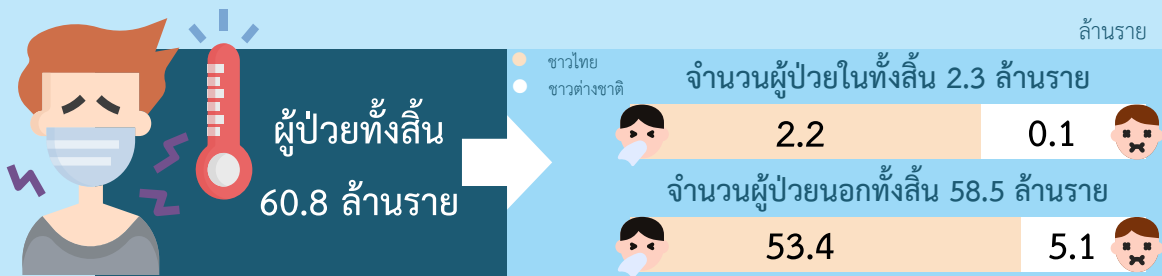 ล้านราย
ผู้ป่วยทั้งสิ้น
60.8 ล้านราย
ชาวไทย
ชาวต่างชาติ
จำนวนผู้ป่วยในทั้งสิ้น 2.3 ล้านราย
2.2 0.1
จำนวนผู้ป่วยนอกทั้งสิ้น 58.5 ล้านราย
53.4 5.1